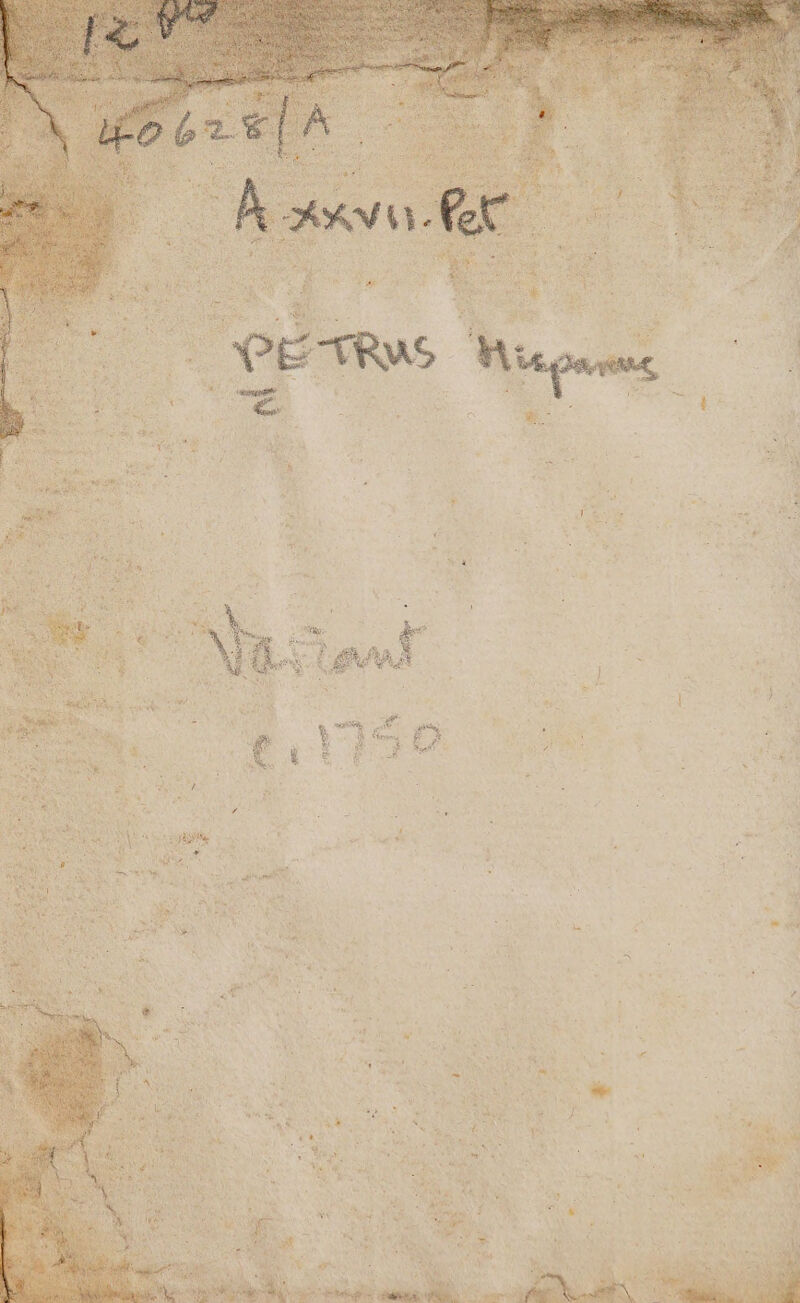 12
40628/A
A xxvii. Pet
PETRUS Hispanus
Variant
c. 1750